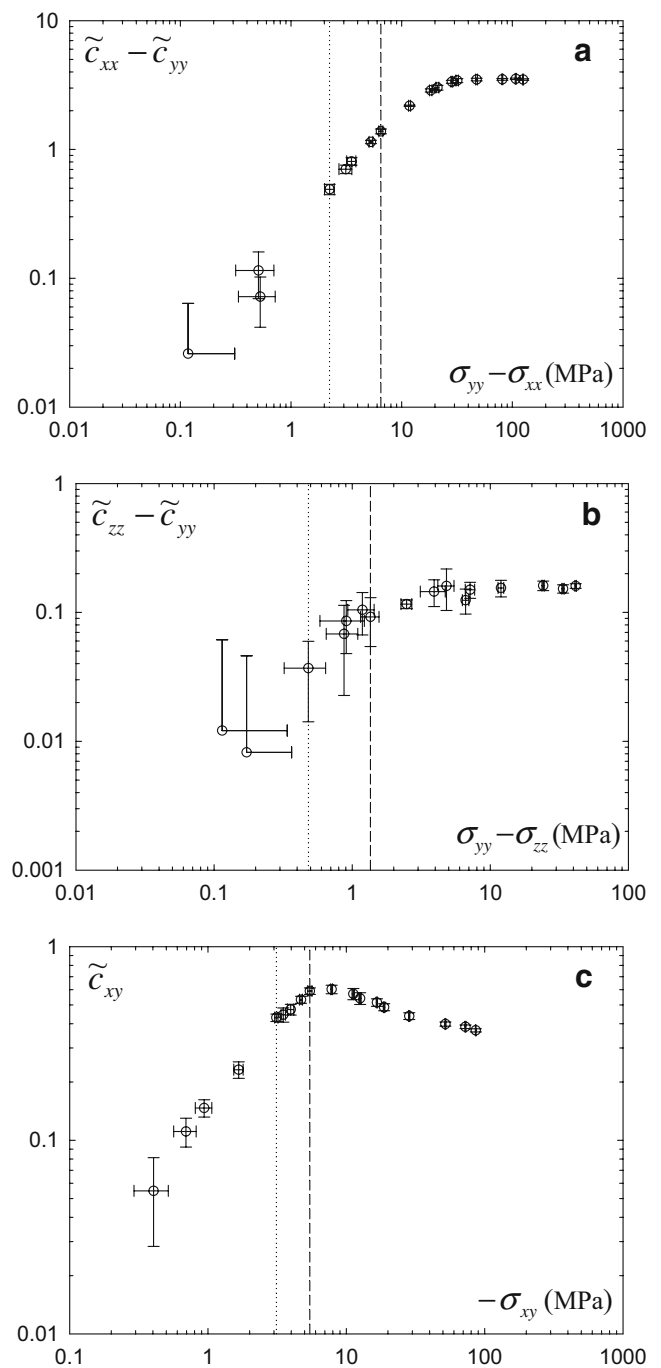 10
c̃xx − c̃yy
a
1
0.1
σyy − σxx (MPa)
0.01
0.01 0.1 1 10 100 1000
1
c̃zz − c̃yy
b
0.1
0.01
σyy − σzz (MPa)
0.001
0.01 0.1 1 10 100
1
c̃xy
c
0.1
−σxy (MPa)
0.01
0.1 1 10 100 1000